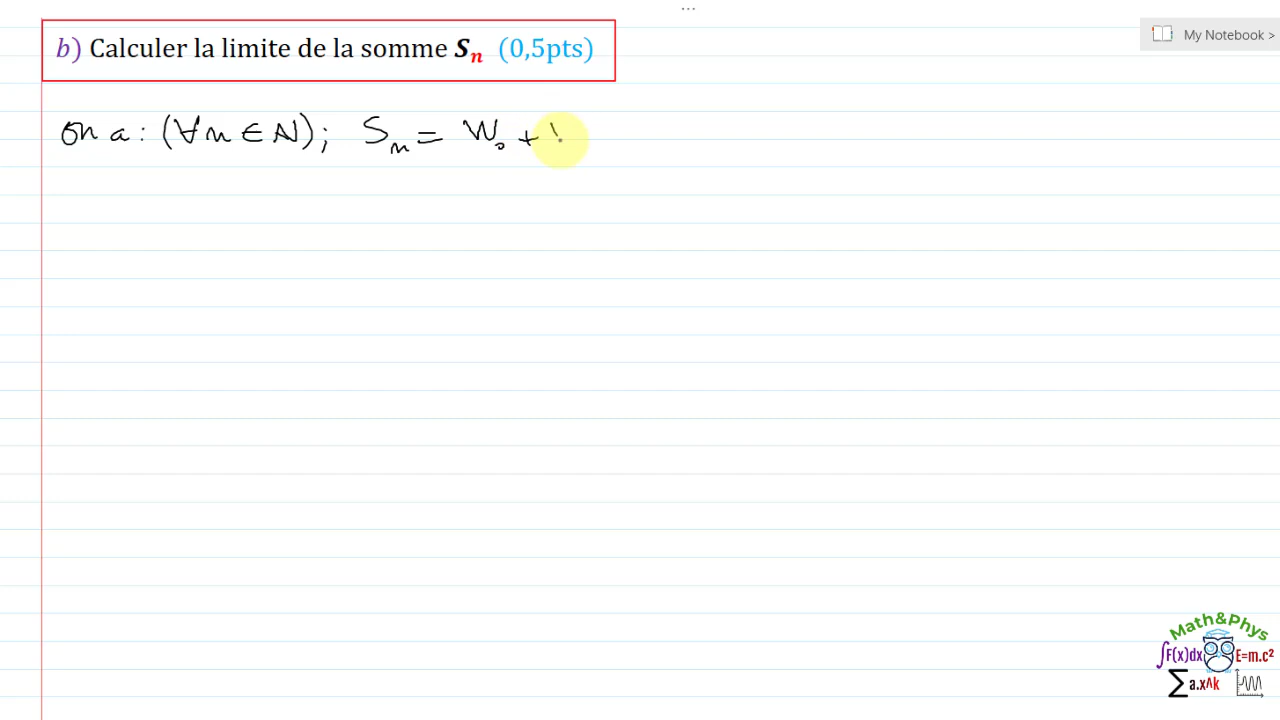 ...
My Notebook >
b) Calculer la limite de la somme Sn (0,5pts)
on a : (∀n ∈ ℕ); Sn = W0 +
Math&Phys
∫F(x)dx E=m.c²
∑ a.x^k